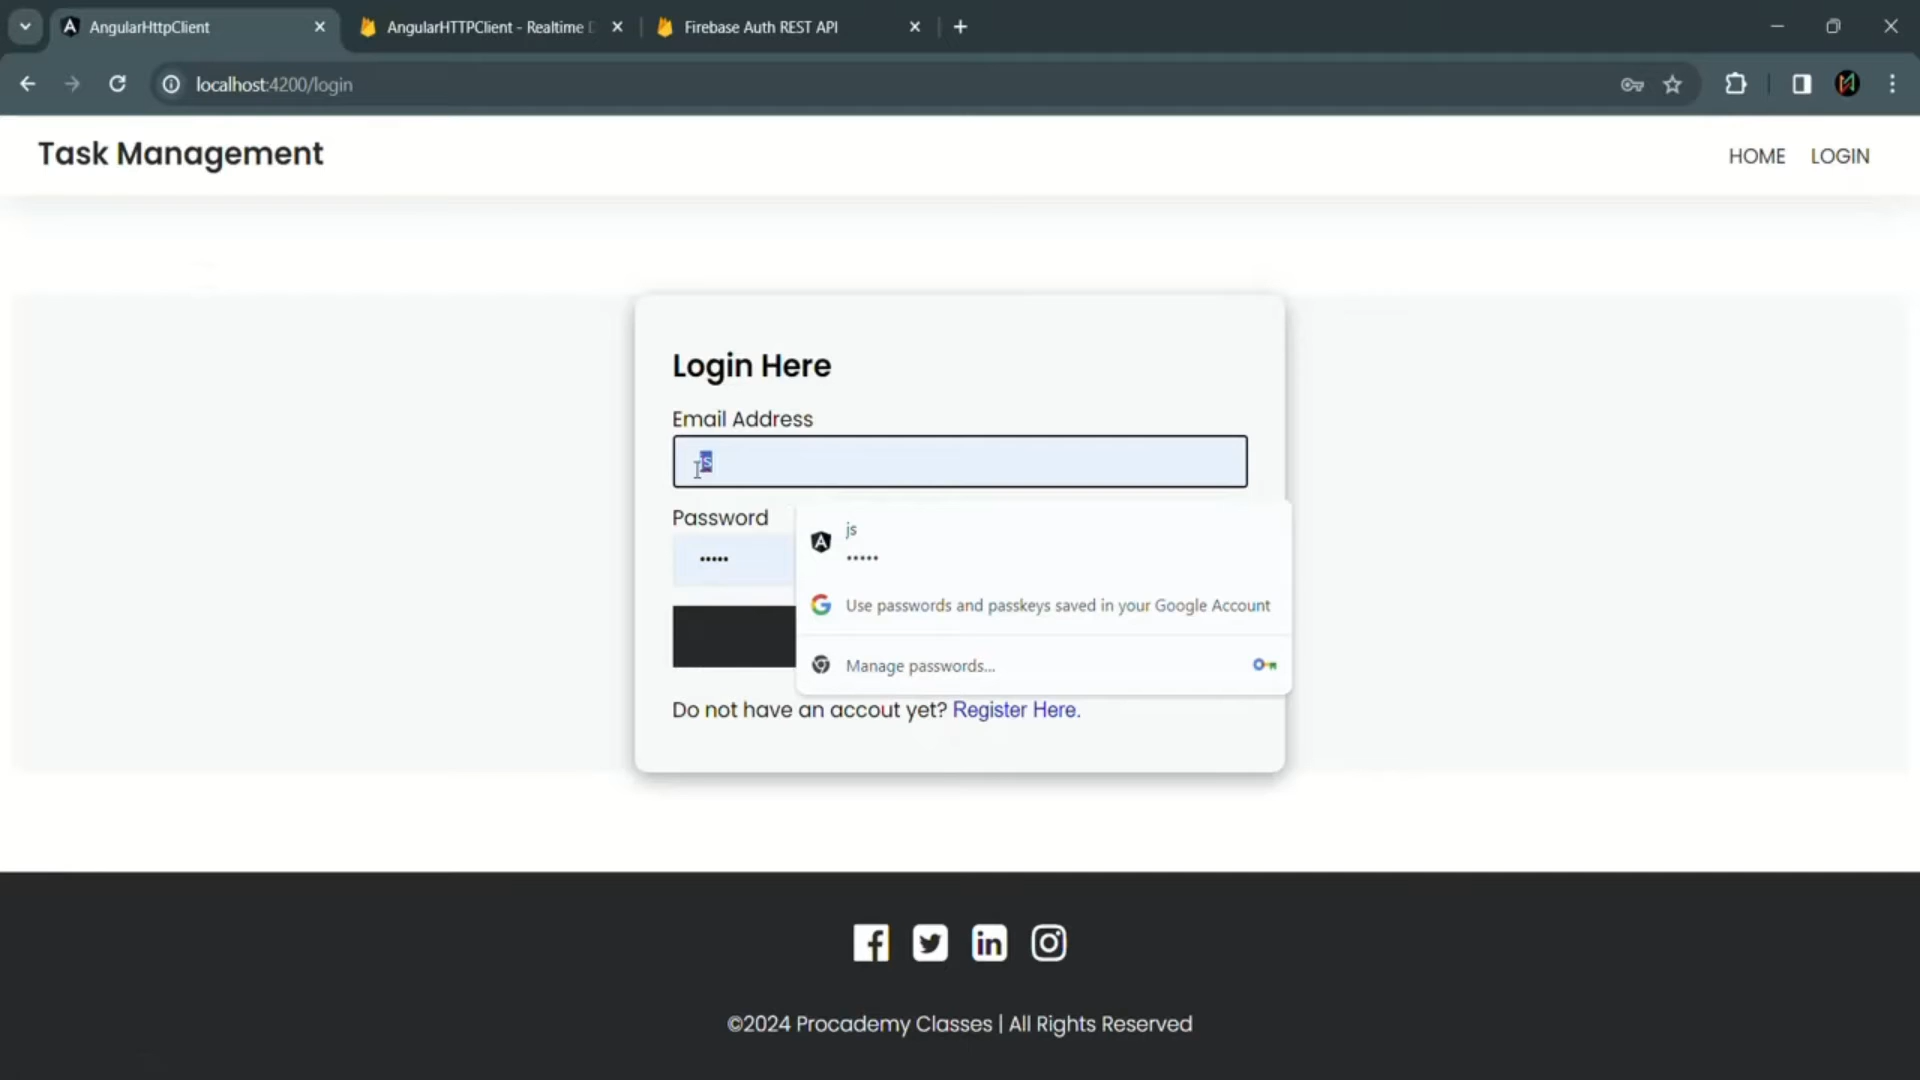 AngularHttpClient
AngularHTTPClient - Realtime D
Firebase Auth REST API
localhost:4200/login
Task Management
HOME
LOGIN
Login Here
Email Address
js
Password
•••••
js
•••••
Use passwords and passkeys saved in your Google Account
Manage passwords...
Do not have an accout yet? Register Here.
©2024 Procademy Classes | All Rights Reserved